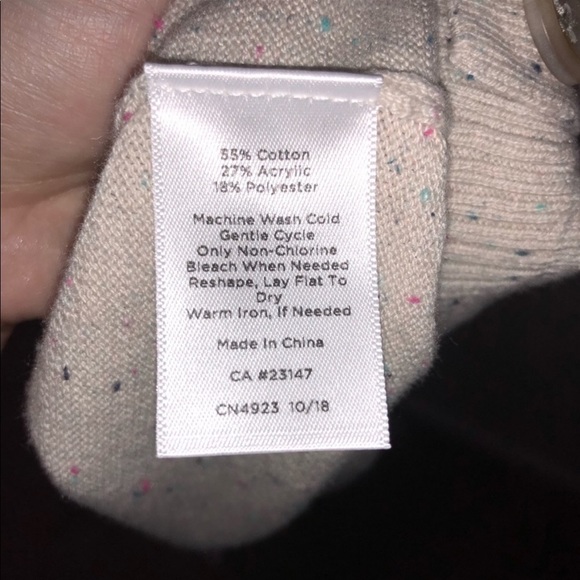 55% Cotton
27% Acrylic
18% Polyester
Machine Wash Cold
Gentle Cycle
Only Non-Chlorine
Bleach When Needed
Reshape, Lay Flat To
Dry
Warm Iron, If Needed
Made In China
CA #23147
CN4923 10/18